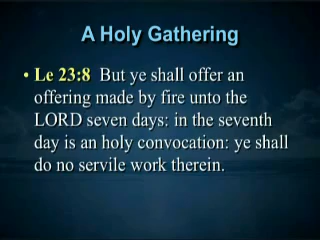 A Holy Gathering
• Le 23:8 But ye shall offer an
offering made by fire unto the
LORD seven days: in the seventh
day is an holy convocation: ye shall
do no servile work therein.